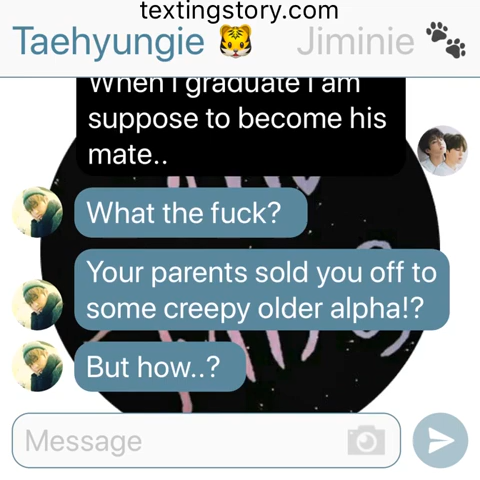 textingstory.com
Taehyungie 🐯 Jiminie 🐾
When I graduate I am
suppose to become his
mate..
What the fuck?
Your parents sold you off to
some creepy older alpha!?
But how..?
Message